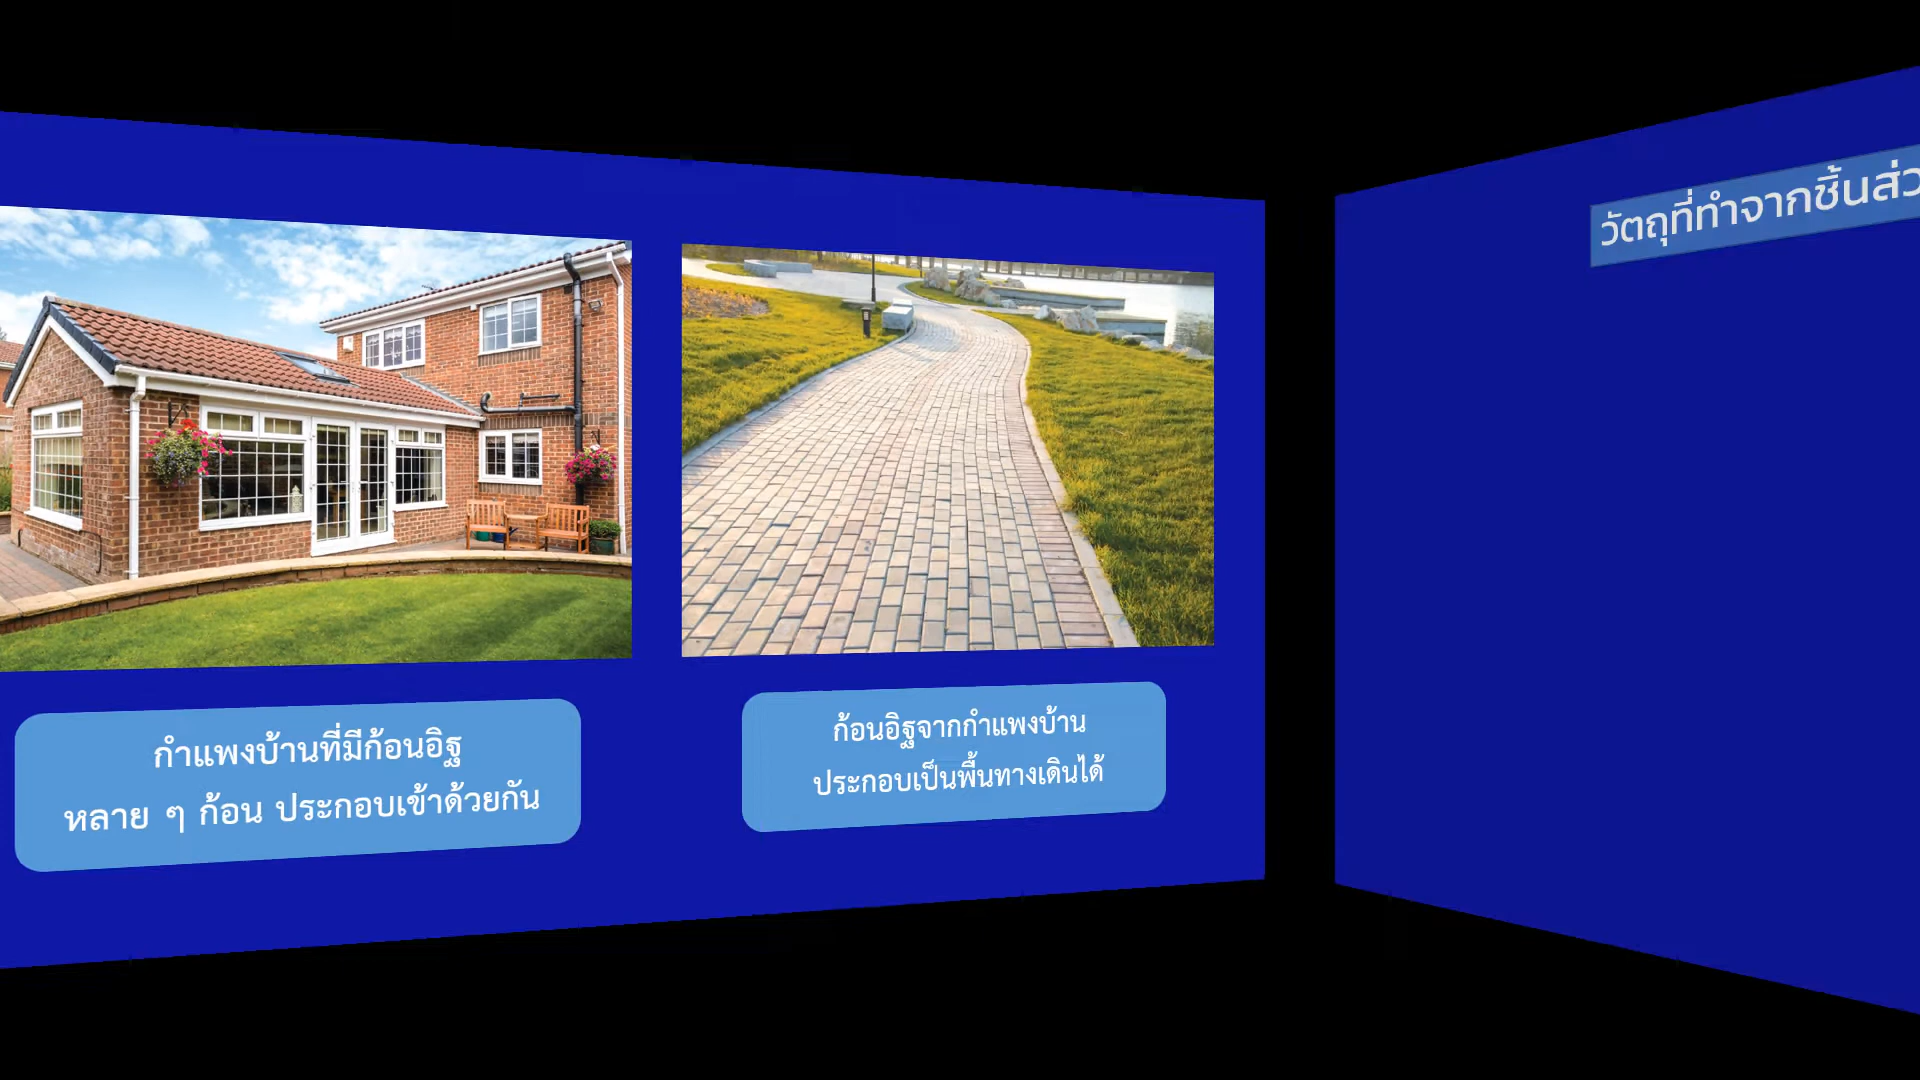 กำแพงบ้านที่มีก้อนอิฐ
หลาย ๆ ก้อน ประกอบเข้าด้วยกัน
ก้อนอิฐจากกำแพงบ้าน
ประกอบเป็นพื้นทางเดินได้
วัตถุที่ทำจากชิ้นส่ว